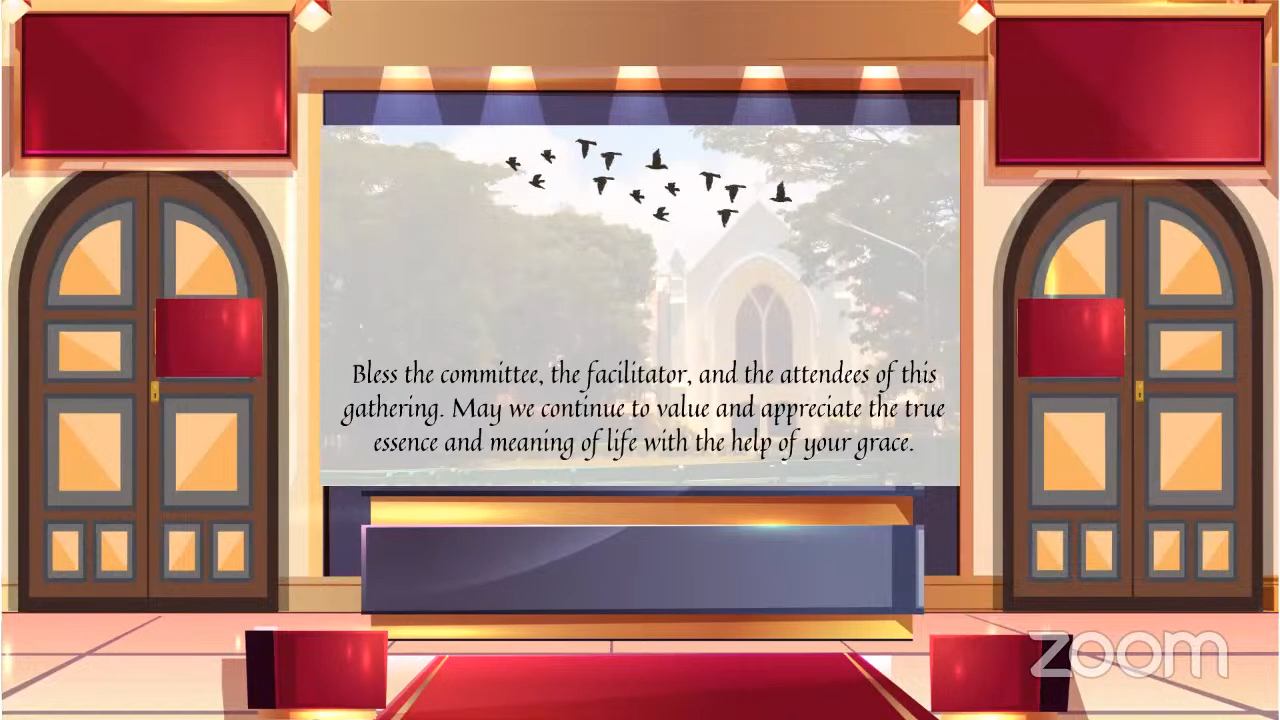 Bless the committee, the facilitator, and the attendees of this
gathering. May we continue to value and appreciate the true
essence and meaning of life with the help of your grace.
zoom